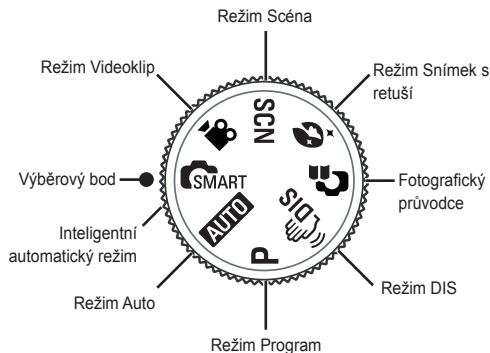 Režim Scéna
Režim Videoklip
Režim Snímek s
retuší
SCN
Výběrový bod
SMART
Fotografický
průvodce
AUTO
DIS
Inteligentní
automatický režim
P
Režim Auto
Režim DIS
Režim Program